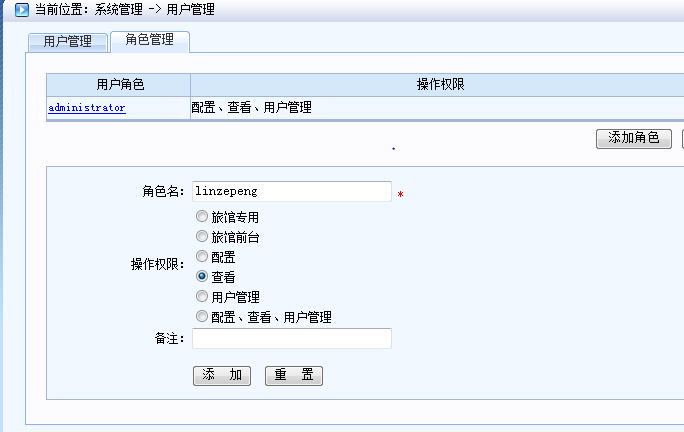 当前位置：系统管理 -> 用户管理
用户管理 角色管理
用户角色 操作权限
administrator 配置、查看、用户管理
添加角色
角色名： linzepeng *
旅馆专用
旅馆前台
配置
操作权限：
查看
用户管理
配置、查看、用户管理
备注：
添 加 重 置